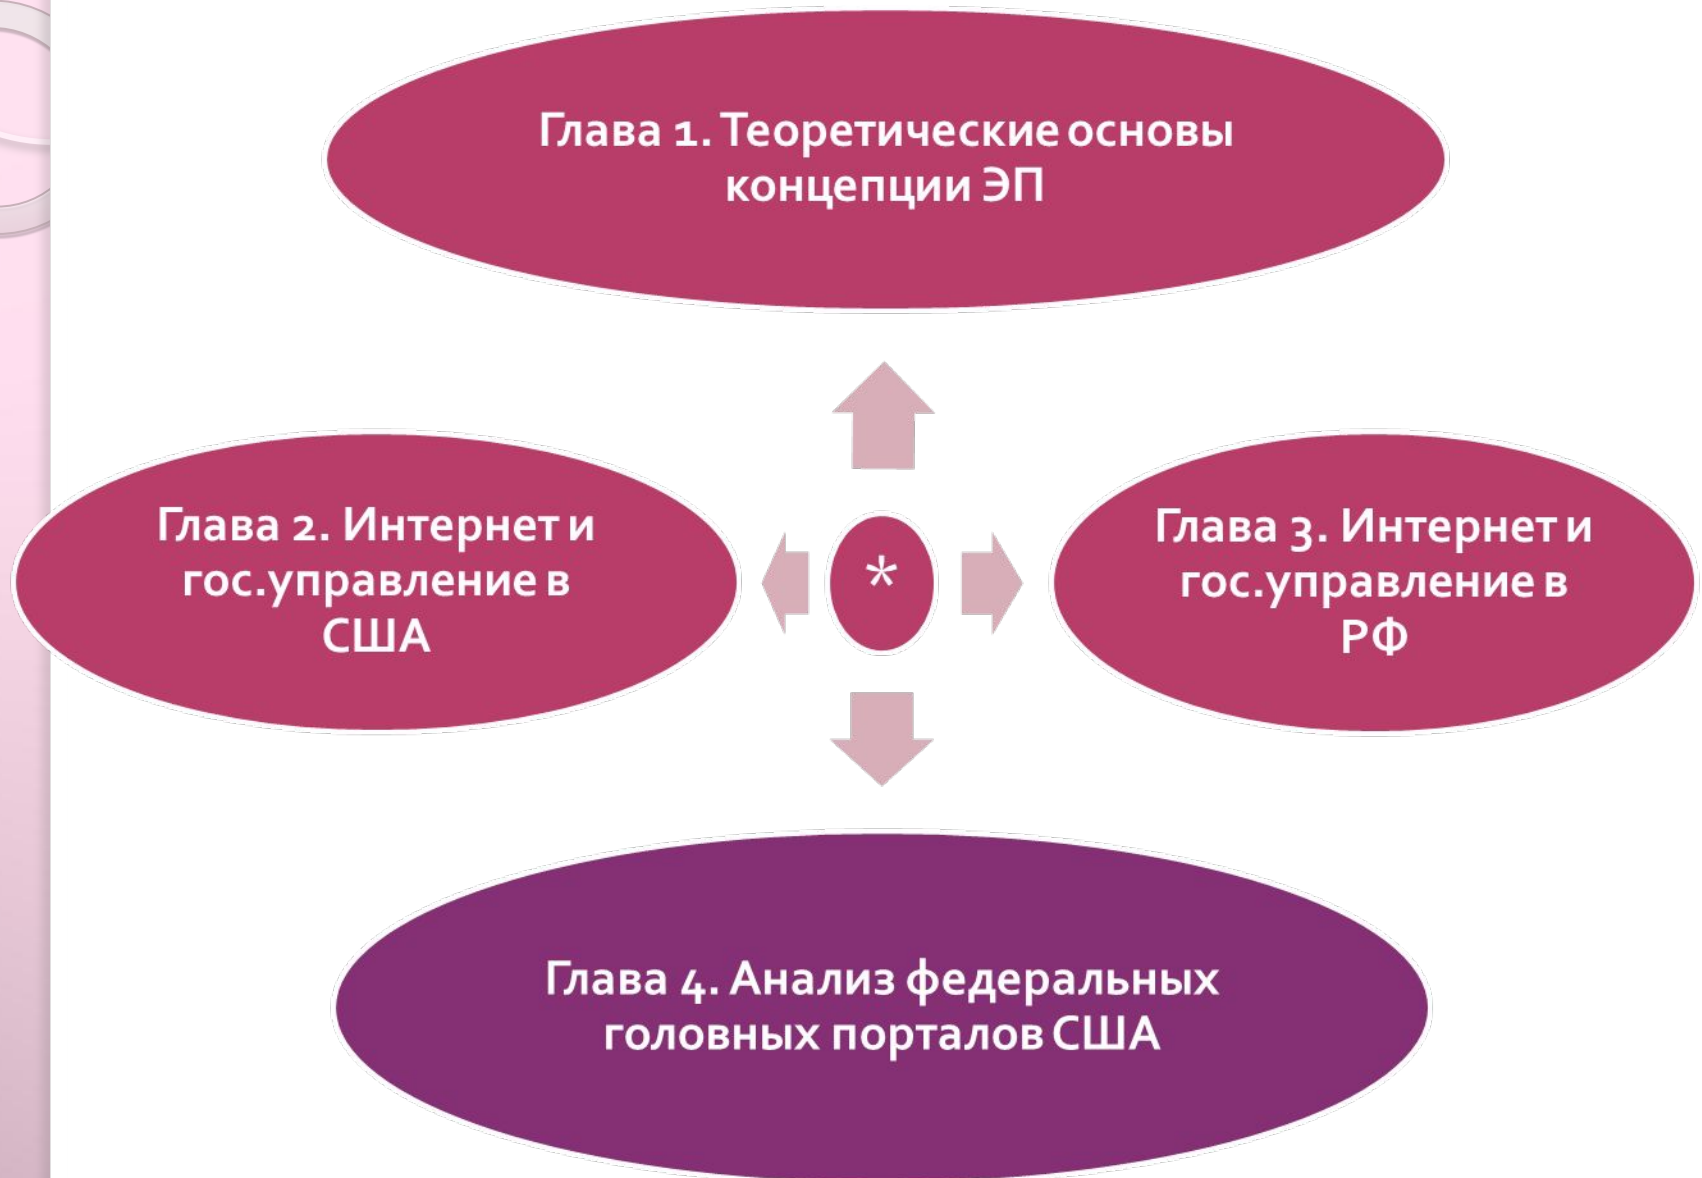 Глава 1. Теоретические основы
концепции ЭП
Глава 2. Интернет и
гос.управление в
США
*
Глава 3. Интернет и
гос.управление в
РФ
Глава 4. Анализ федеральных
головных порталов США